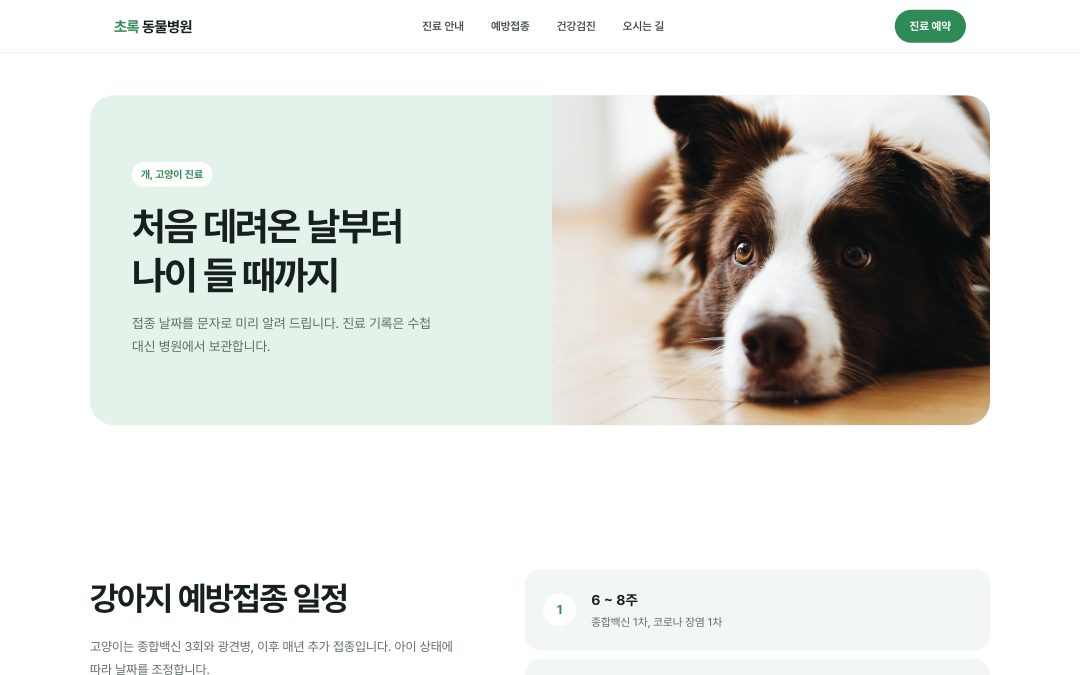 초록 동물병원
진료 안내
예방접종
건강검진
오시는 길
진료 예약
개, 고양이 진료
처음 데려온 날부터
나이 들 때까지
접종 날짜를 문자로 미리 알려 드립니다. 진료 기록은 수첩
대신 병원에서 보관합니다.
강아지 예방접종 일정
고양이는 종합백신 3회와 광견병, 이후 매년 추가 접종입니다. 아이 상태에
따라 날짜를 조정합니다.
1
6 ~ 8주
종합백신 1차, 코로나 장염 1차